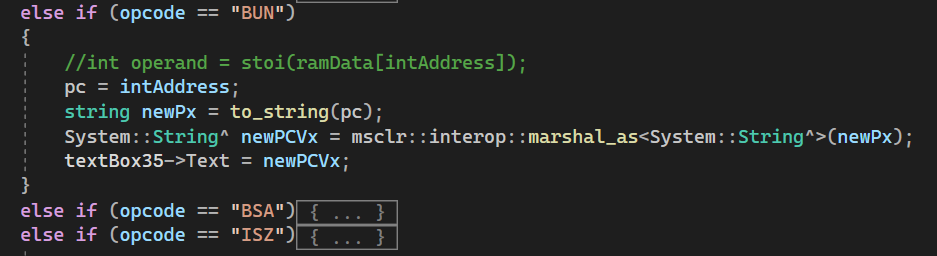 else if (opcode == "BUN")
{
//int operand = stoi(ramData[intAddress]);
pc = intAddress;
string newPx = to_string(pc);
System::String^ newPCVx = msclr::interop::marshal_as<System::String^>(newPx);
textBox35->Text = newPCVx;
}
else if (opcode == "BSA"){ ... }
else if (opcode == "ISZ"){ ... }